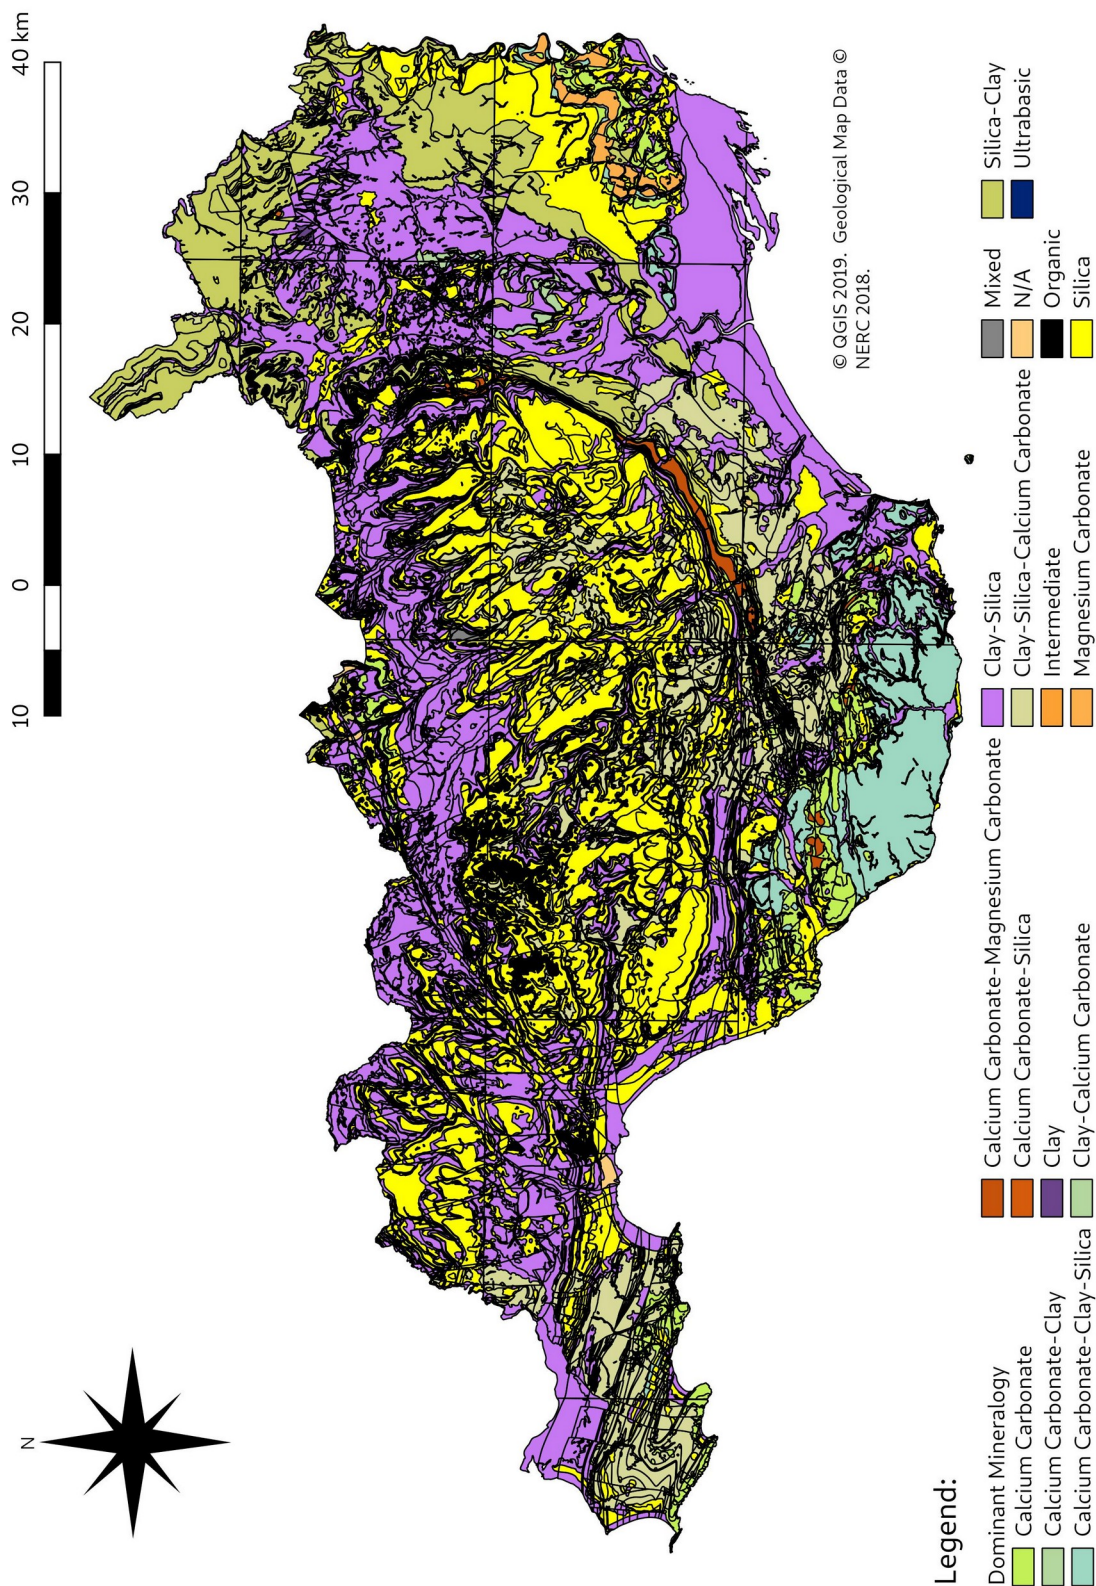 N
10 0 10 20 30 40 km
© QGIS 2019. Geological Map Data ©
NERC 2018.
Legend:
Dominant Mineralogy
Calcium Carbonate
Calcium Carbonate-Clay
Calcium Carbonate-Clay-Silica
Calcium Carbonate-Magnesium Carbonate
Calcium Carbonate-Silica
Clay
Clay-Calcium Carbonate
Clay-Silica
Clay-Silica-Calcium Carbonate
Intermediate
Magnesium Carbonate
Mixed
N/A
Organic
Silica
Silica-Clay
Ultrabasic